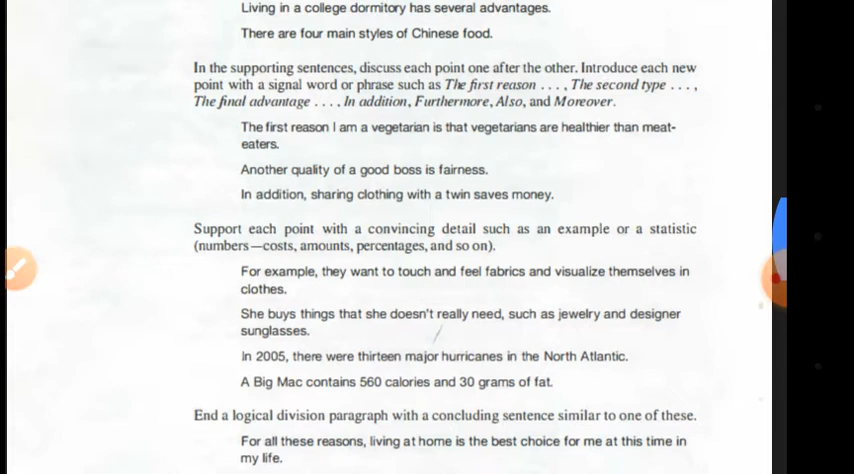 Living in a college dormitory has several advantages.
There are four main styles of Chinese food.
In the supporting sentences, discuss each point one after the other. Introduce each new
point with a signal word or phrase such as The first reason . . . , The second type . . . ,
The final advantage . . . , In addition, Furthermore, Also, and Moreover.
The first reason I am a vegetarian is that vegetarians are healthier than meat-
eaters.
Another quality of a good boss is fairness.
In addition, sharing clothing with a twin saves money.
Support each point with a convincing detail such as an example or a statistic
(numbers—costs, amounts, percentages, and so on).
For example, they want to touch and feel fabrics and visualize themselves in
clothes.
She buys things that she doesn't really need, such as jewelry and designer
sunglasses.
In 2005, there were thirteen major hurricanes in the North Atlantic.
A Big Mac contains 560 calories and 30 grams of fat.
End a logical division paragraph with a concluding sentence similar to one of these.
For all these reasons, living at home is the best choice for me at this time in
my life.